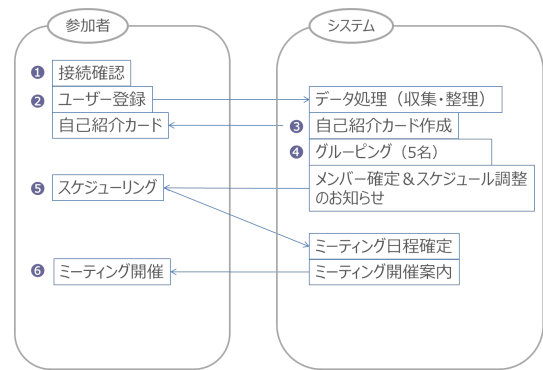 参加者
システム
❶ 接続確認
❷ ユーザー登録
データ処理（収集・整理）
自己紹介カード
❸ 自己紹介カード作成
❹ グルーピング（5名）
❺ スケジューリング
メンバー確定＆スケジュール調整
のお知らせ
ミーティング日程確定
❻ ミーティング開催
ミーティング開催案内